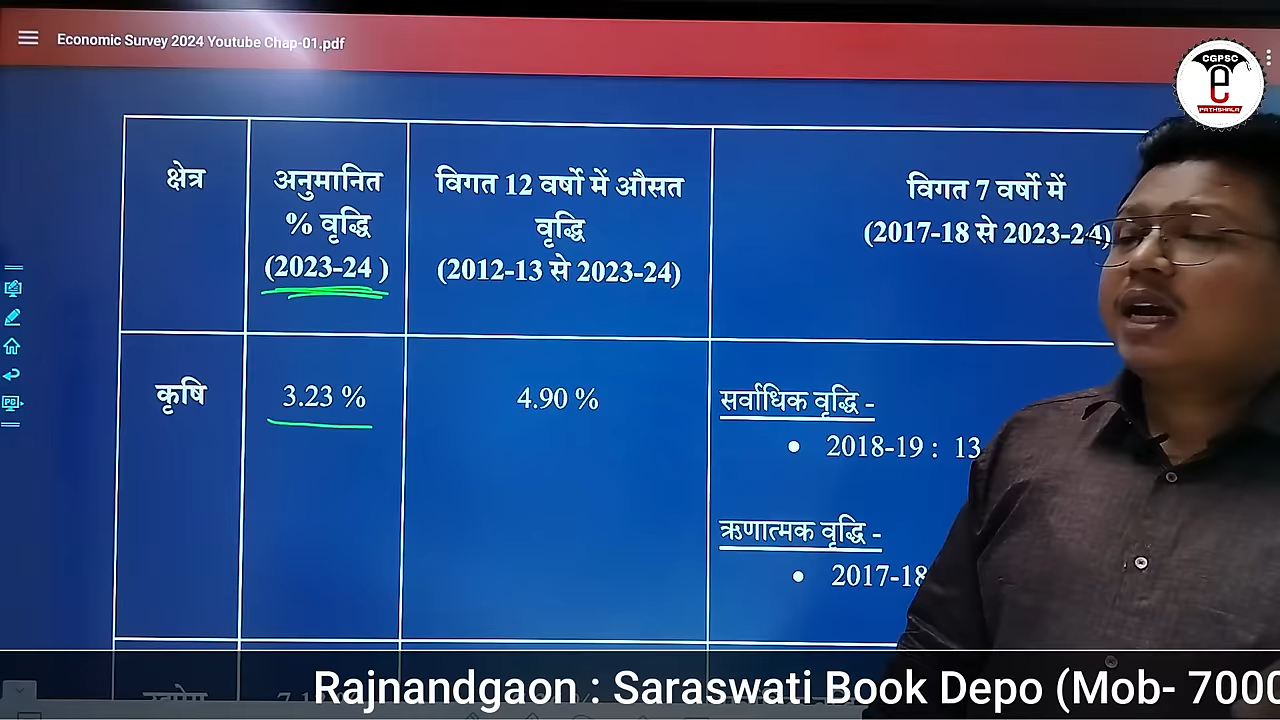 Economic Survey 2024 Youtube Chap-01.pdf
CGPSC
e
PATHSHALA
क्षेत्र
अनुमानित
% वृद्धि
(2023-24 )
विगत 12 वर्षो में औसत
वृद्धि
(2012-13 से 2023-24)
विगत 7 वर्षो में
(2017-18 से 2023-24)
कृषि
3.23 %
4.90 %
सर्वाधिक वृद्धि -
• 2018-19 : 13
ऋणात्मक वृद्धि -
• 2017-18
Rajnandgaon : Saraswati Book Depo (Mob- 7000